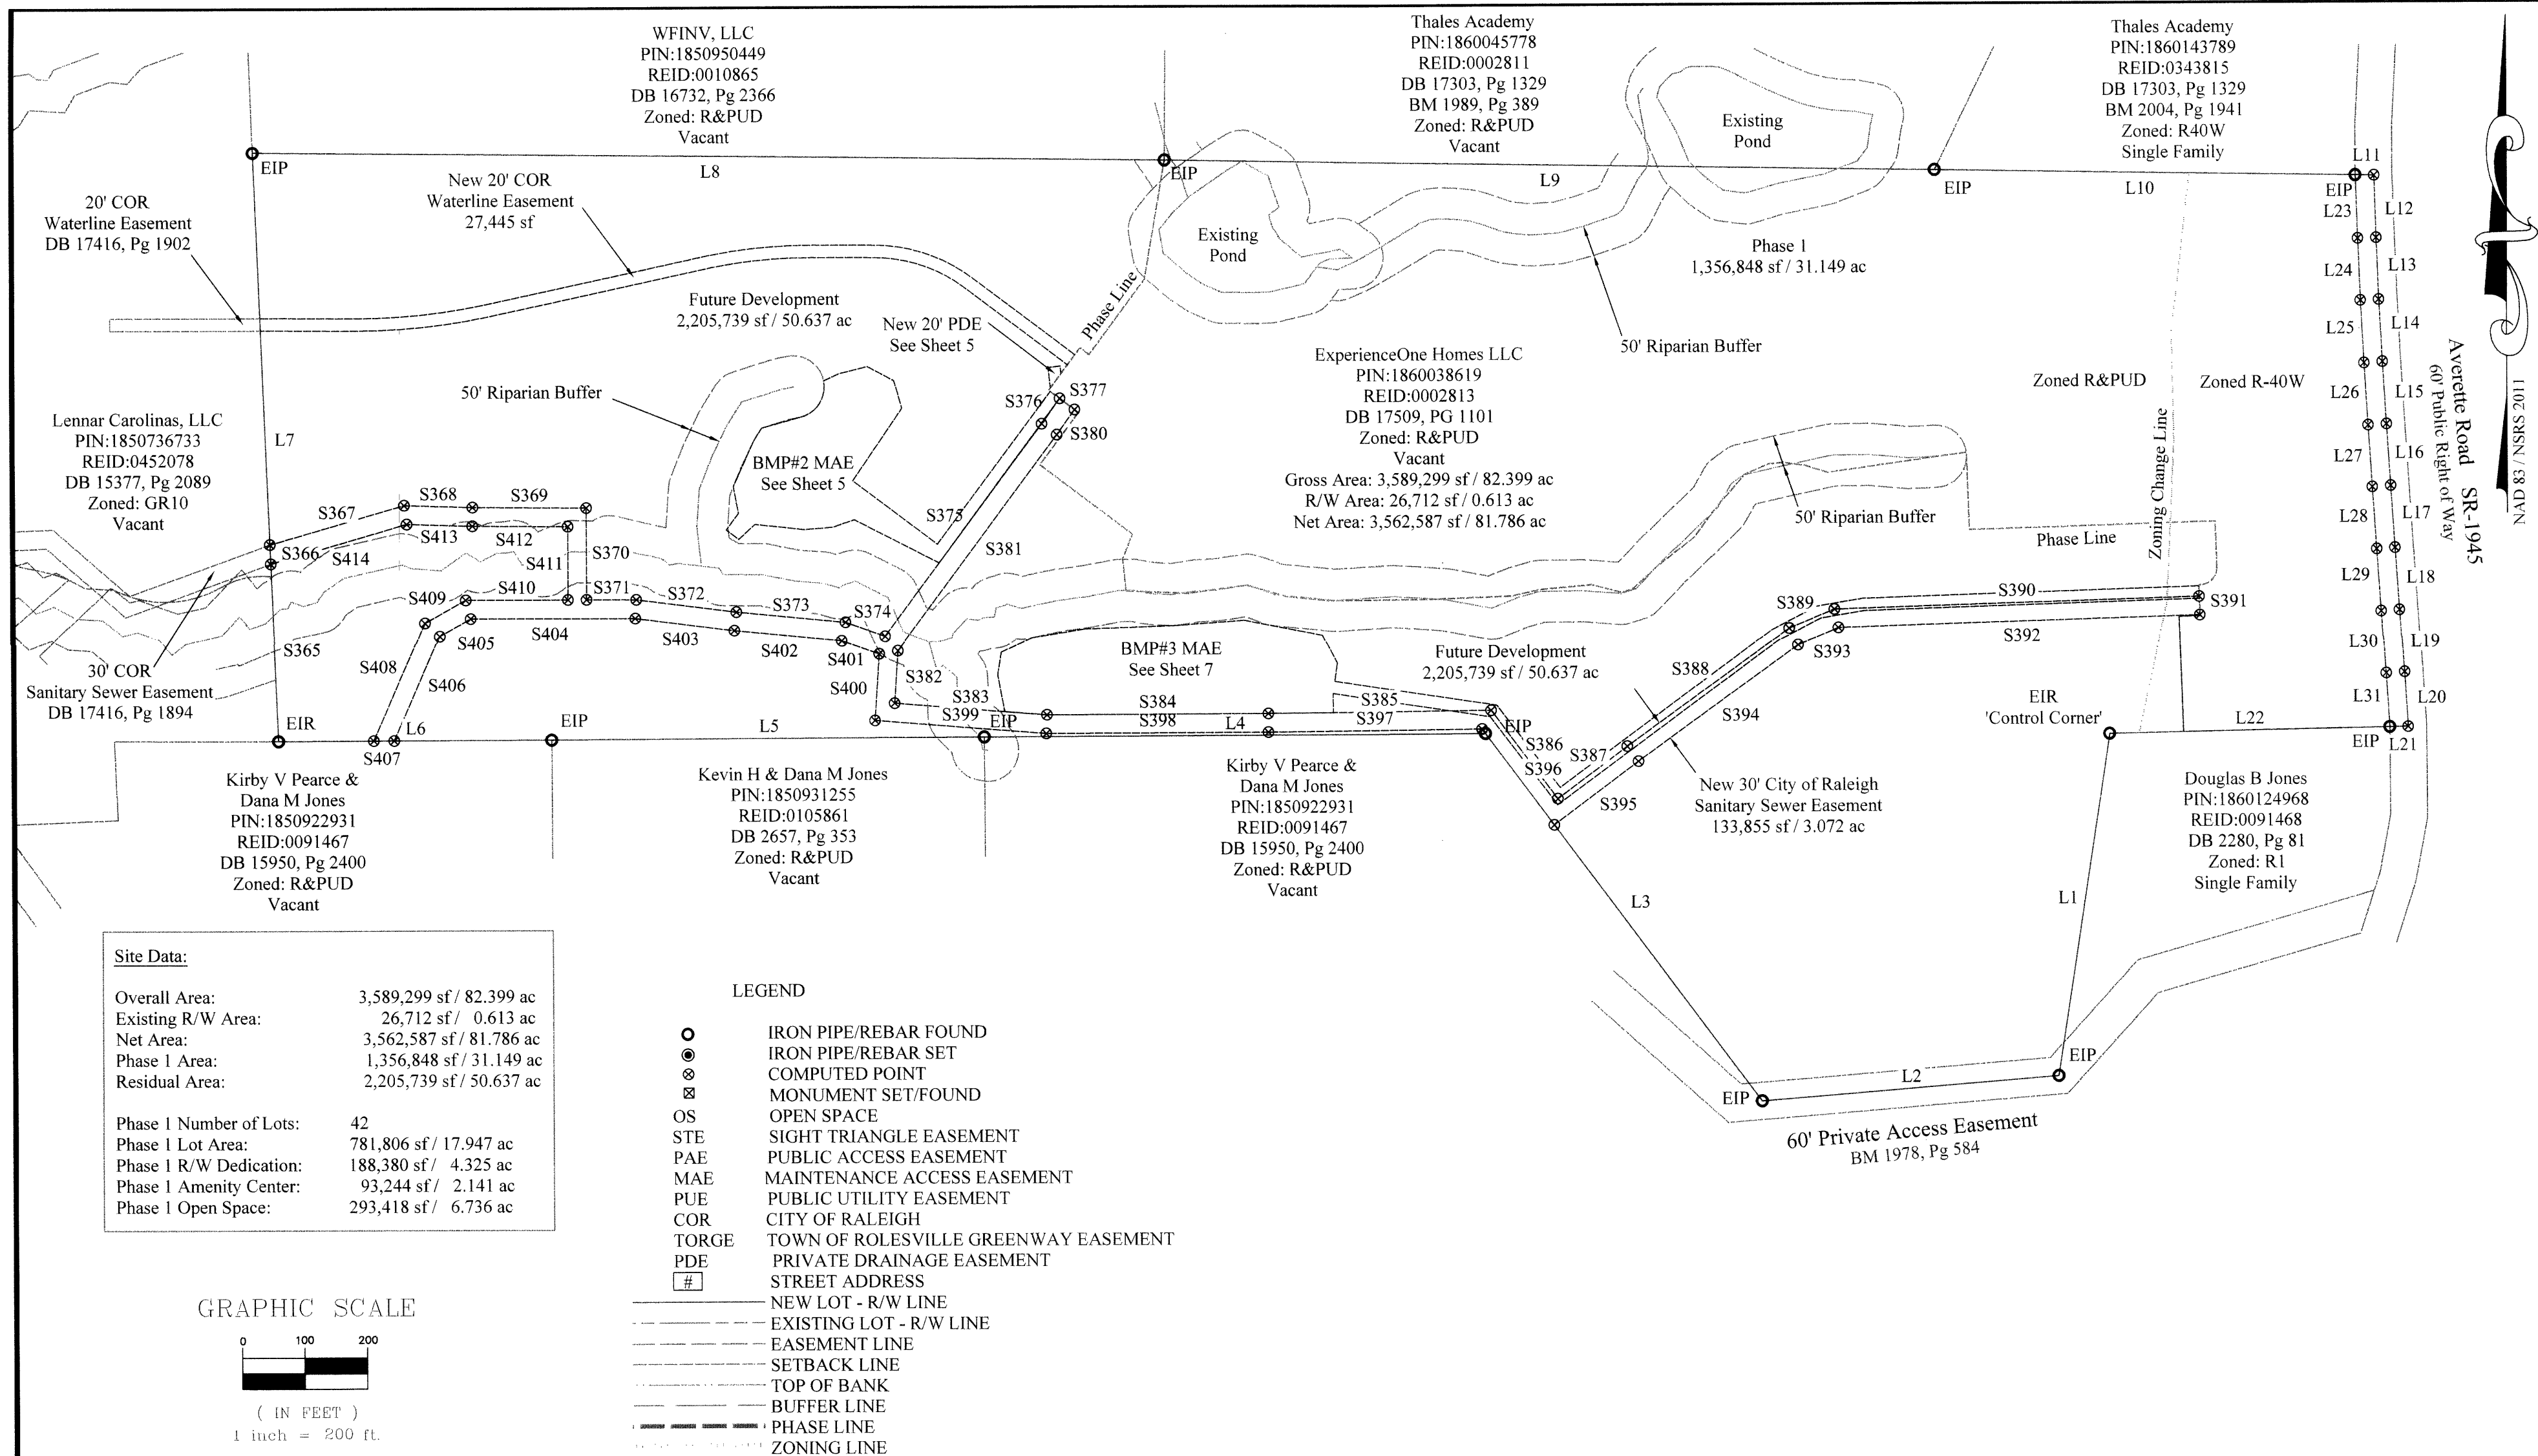 WFINV, LLC
PIN:1850950449
REID:0010865
DB 16732, Pg 2366
Zoned: R&PUD
Vacant
Thales Academy
PIN:1860045778
REID:0002811
DB 17303, Pg 1329
BM 1989, Pg 389
Zoned: R&PUD
Vacant
Thales Academy
PIN:1860143789
REID:0343815
DB 17303, Pg 1329
BM 2004, Pg 1941
Zoned: R40W
Single Family
Existing
Pond
Existing
Pond
EIP
L8
EIP
L9
EIP
L10
EIP
L11
20' COR
Waterline Easement
DB 17416, Pg 1902
New 20' COR
Waterline Easement
27,445 sf
Future Development
2,205,739 sf / 50.637 ac
New 20' PDE
See Sheet 5
Phase Line
Phase 1
1,356,848 sf / 31.149 ac
50' Riparian Buffer
L23
L12
L24
L13
L25
L14
L26
L15
L27
L16
L28
L17
L29
L18
L30
L19
L31
L20
Averette Road SR-1945
60' Public Right of Way
NAD 83 / NSRS 2011
50' Riparian Buffer
Lennar Carolinas, LLC
PIN:1850736733
REID:0452078
DB 15377, Pg 2089
Zoned: GR10
Vacant
L7
BMP#2 MAE
See Sheet 5
S376
S377
S380
S375
S381
ExperienceOne Homes LLC
PIN:1860038619
REID:0002813
DB 17509, PG 1101
Zoned: R&PUD
Vacant
Gross Area: 3,589,299 sf / 82.399 ac
R/W Area: 26,712 sf / 0.613 ac
Net Area: 3,562,587 sf / 81.786 ac
Zoned R&PUD
Zoned R-40W
Zoning Change Line
50' Riparian Buffer
Phase Line
S367
S368
S369
S366
S414
S413
S412
S411
S370
S409
S410
S371
S372
S373
S374
S365
S408
S405
S406
S404
S403
S402
S401
S400
S382
S383
S399
30' COR
Sanitary Sewer Easement
DB 17416, Pg 1894
EIR
S407
L6
EIP
L5
EIP
S384
S398
L4
S385
S397
EIP
BMP#3 MAE
See Sheet 7
Future Development
2,205,739 sf / 50.637 ac
S386
S396
S387
S388
S389
S390
S391
S392
S393
S394
S395
EIR
'Control Corner'
L22
EIP
L21
New 30' City of Raleigh
Sanitary Sewer Easement
133,855 sf / 3.072 ac
Kirby V Pearce &
Dana M Jones
PIN:1850922931
REID:0091467
DB 15950, Pg 2400
Zoned: R&PUD
Vacant
Kevin H & Dana M Jones
PIN:1850931255
REID:0105861
DB 2657, Pg 353
Zoned: R&PUD
Vacant
Kirby V Pearce &
Dana M Jones
PIN:1850922931
REID:0091467
DB 15950, Pg 2400
Zoned: R&PUD
Vacant
Douglas B Jones
PIN:1860124968
REID:0091468
DB 2280, Pg 81
Zoned: R1
Single Family
L3
L1
EIP
L2
EIP
60' Private Access Easement
BM 1978, Pg 584
Site Data:
Overall Area: 3,589,299 sf / 82.399 ac
Existing R/W Area: 26,712 sf / 0.613 ac
Net Area: 3,562,587 sf / 81.786 ac
Phase 1 Area: 1,356,848 sf / 31.149 ac
Residual Area: 2,205,739 sf / 50.637 ac
Phase 1 Number of Lots: 42
Phase 1 Lot Area: 781,806 sf / 17.947 ac
Phase 1 R/W Dedication: 188,380 sf / 4.325 ac
Phase 1 Amenity Center: 93,244 sf / 2.141 ac
Phase 1 Open Space: 293,418 sf / 6.736 ac
LEGEND
IRON PIPE/REBAR FOUND
IRON PIPE/REBAR SET
COMPUTED POINT
MONUMENT SET/FOUND
OS OPEN SPACE
STE SIGHT TRIANGLE EASEMENT
PAE PUBLIC ACCESS EASEMENT
MAE MAINTENANCE ACCESS EASEMENT
PUE PUBLIC UTILITY EASEMENT
COR CITY OF RALEIGH
TORGE TOWN OF ROLESVILLE GREENWAY EASEMENT
PDE PRIVATE DRAINAGE EASEMENT
# STREET ADDRESS
NEW LOT - R/W LINE
EXISTING LOT - R/W LINE
EASEMENT LINE
SETBACK LINE
TOP OF BANK
BUFFER LINE
PHASE LINE
ZONING LINE
GRAPHIC SCALE
0 100 200
( IN FEET )
1 inch = 200 ft.